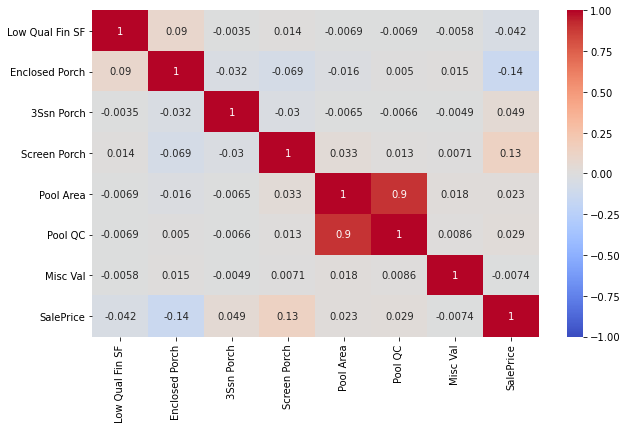 Low Qual Fin SF 1 0.09 -0.0035 0.014 -0.0069 -0.0069 -0.0058 -0.042
Enclosed Porch 0.09 1 -0.032 -0.069 -0.016 0.005 0.015 -0.14
3Ssn Porch -0.0035 -0.032 1 -0.03 -0.0065 -0.0066 -0.0049 0.049
Screen Porch 0.014 -0.069 -0.03 1 0.033 0.013 0.0071 0.13
Pool Area -0.0069 -0.016 -0.0065 0.033 1 0.9 0.018 0.023
Pool QC -0.0069 0.005 -0.0066 0.013 0.9 1 0.0086 0.029
Misc Val -0.0058 0.015 -0.0049 0.0071 0.018 0.0086 1 -0.0074
SalePrice -0.042 -0.14 0.049 0.13 0.023 0.029 -0.0074 1
Low Qual Fin SF
Enclosed Porch
3Ssn Porch
Screen Porch
Pool Area
Pool QC
Misc Val
SalePrice
1.00
0.75
0.50
0.25
0.00
-0.25
-0.50
-0.75
-1.00